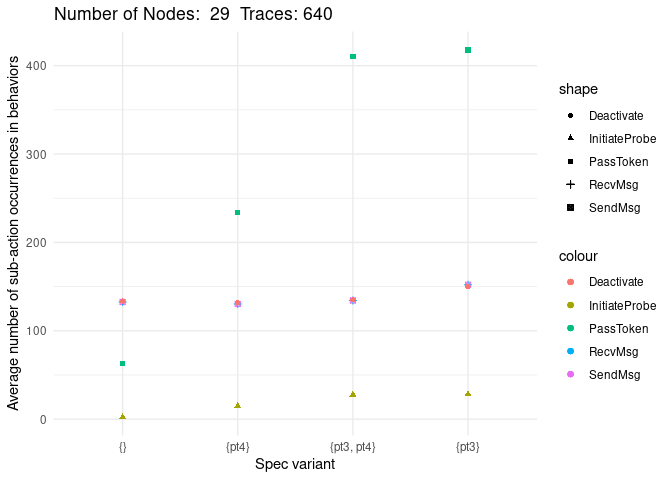 Number of Nodes:  29  Traces: 640
Average number of sub-action occurrences in behaviors
400
300
200
100
0
{}
{pt4}
{pt3, pt4}
{pt3}
Spec variant
shape
Deactivate
InitiateProbe
PassToken
RecvMsg
SendMsg
colour
Deactivate
InitiateProbe
PassToken
RecvMsg
SendMsg